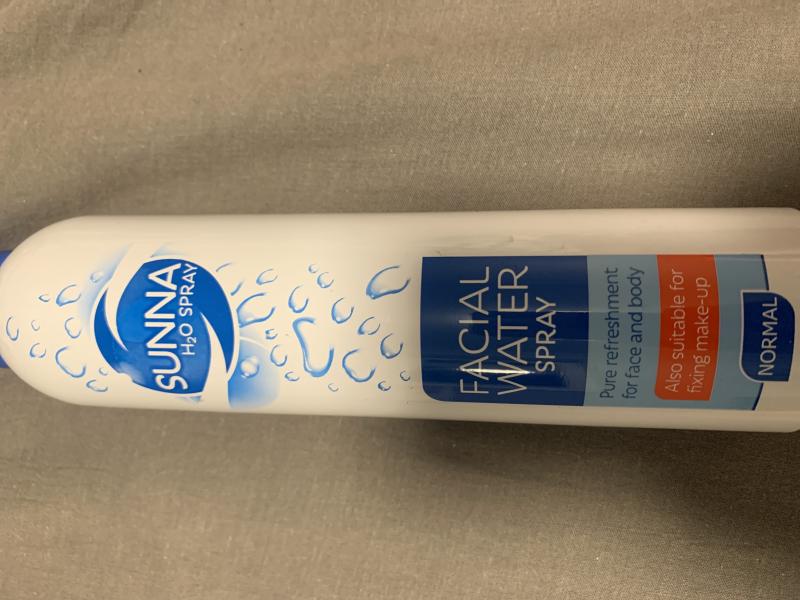 SUNNA
H₂O SPRAY
FACIAL
WATER
SPRAY
Pure refreshment
for face and body
Also suitable for
fixing make-up
NORMAL